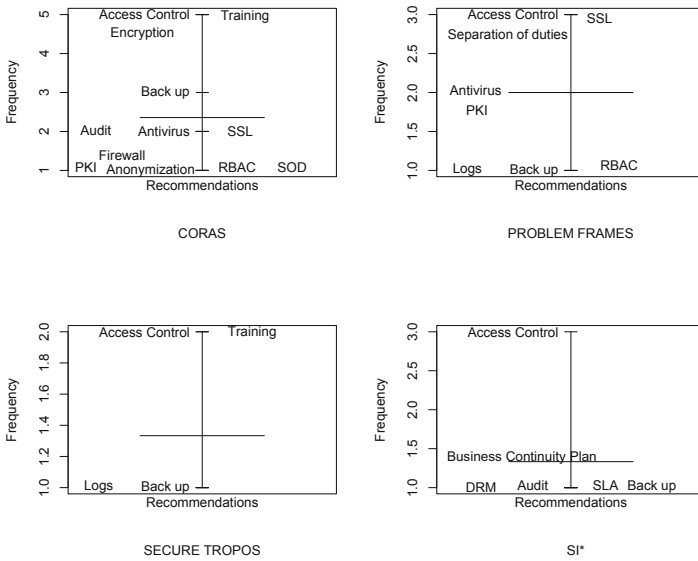 5
4
3
2
1
Frequency
Access Control
Training
Encryption
Back up
Audit
Antivirus
SSL
Firewall
PKI
Anonymization
RBAC
SOD
Recommendations
CORAS
3.0
2.5
2.0
1.5
1.0
Frequency
Access Control
SSL
Separation of duties
Antivirus
PKI
Logs
Back up
RBAC
Recommendations
PROBLEM FRAMES
2.0
1.8
1.6
1.4
1.2
1.0
Frequency
Access Control
Training
Logs
Back up
Recommendations
SECURE TROPOS
3.0
2.5
2.0
1.5
1.0
Frequency
Access Control
Business Continuity Plan
DRM
Audit
SLA
Back up
Recommendations
SI*